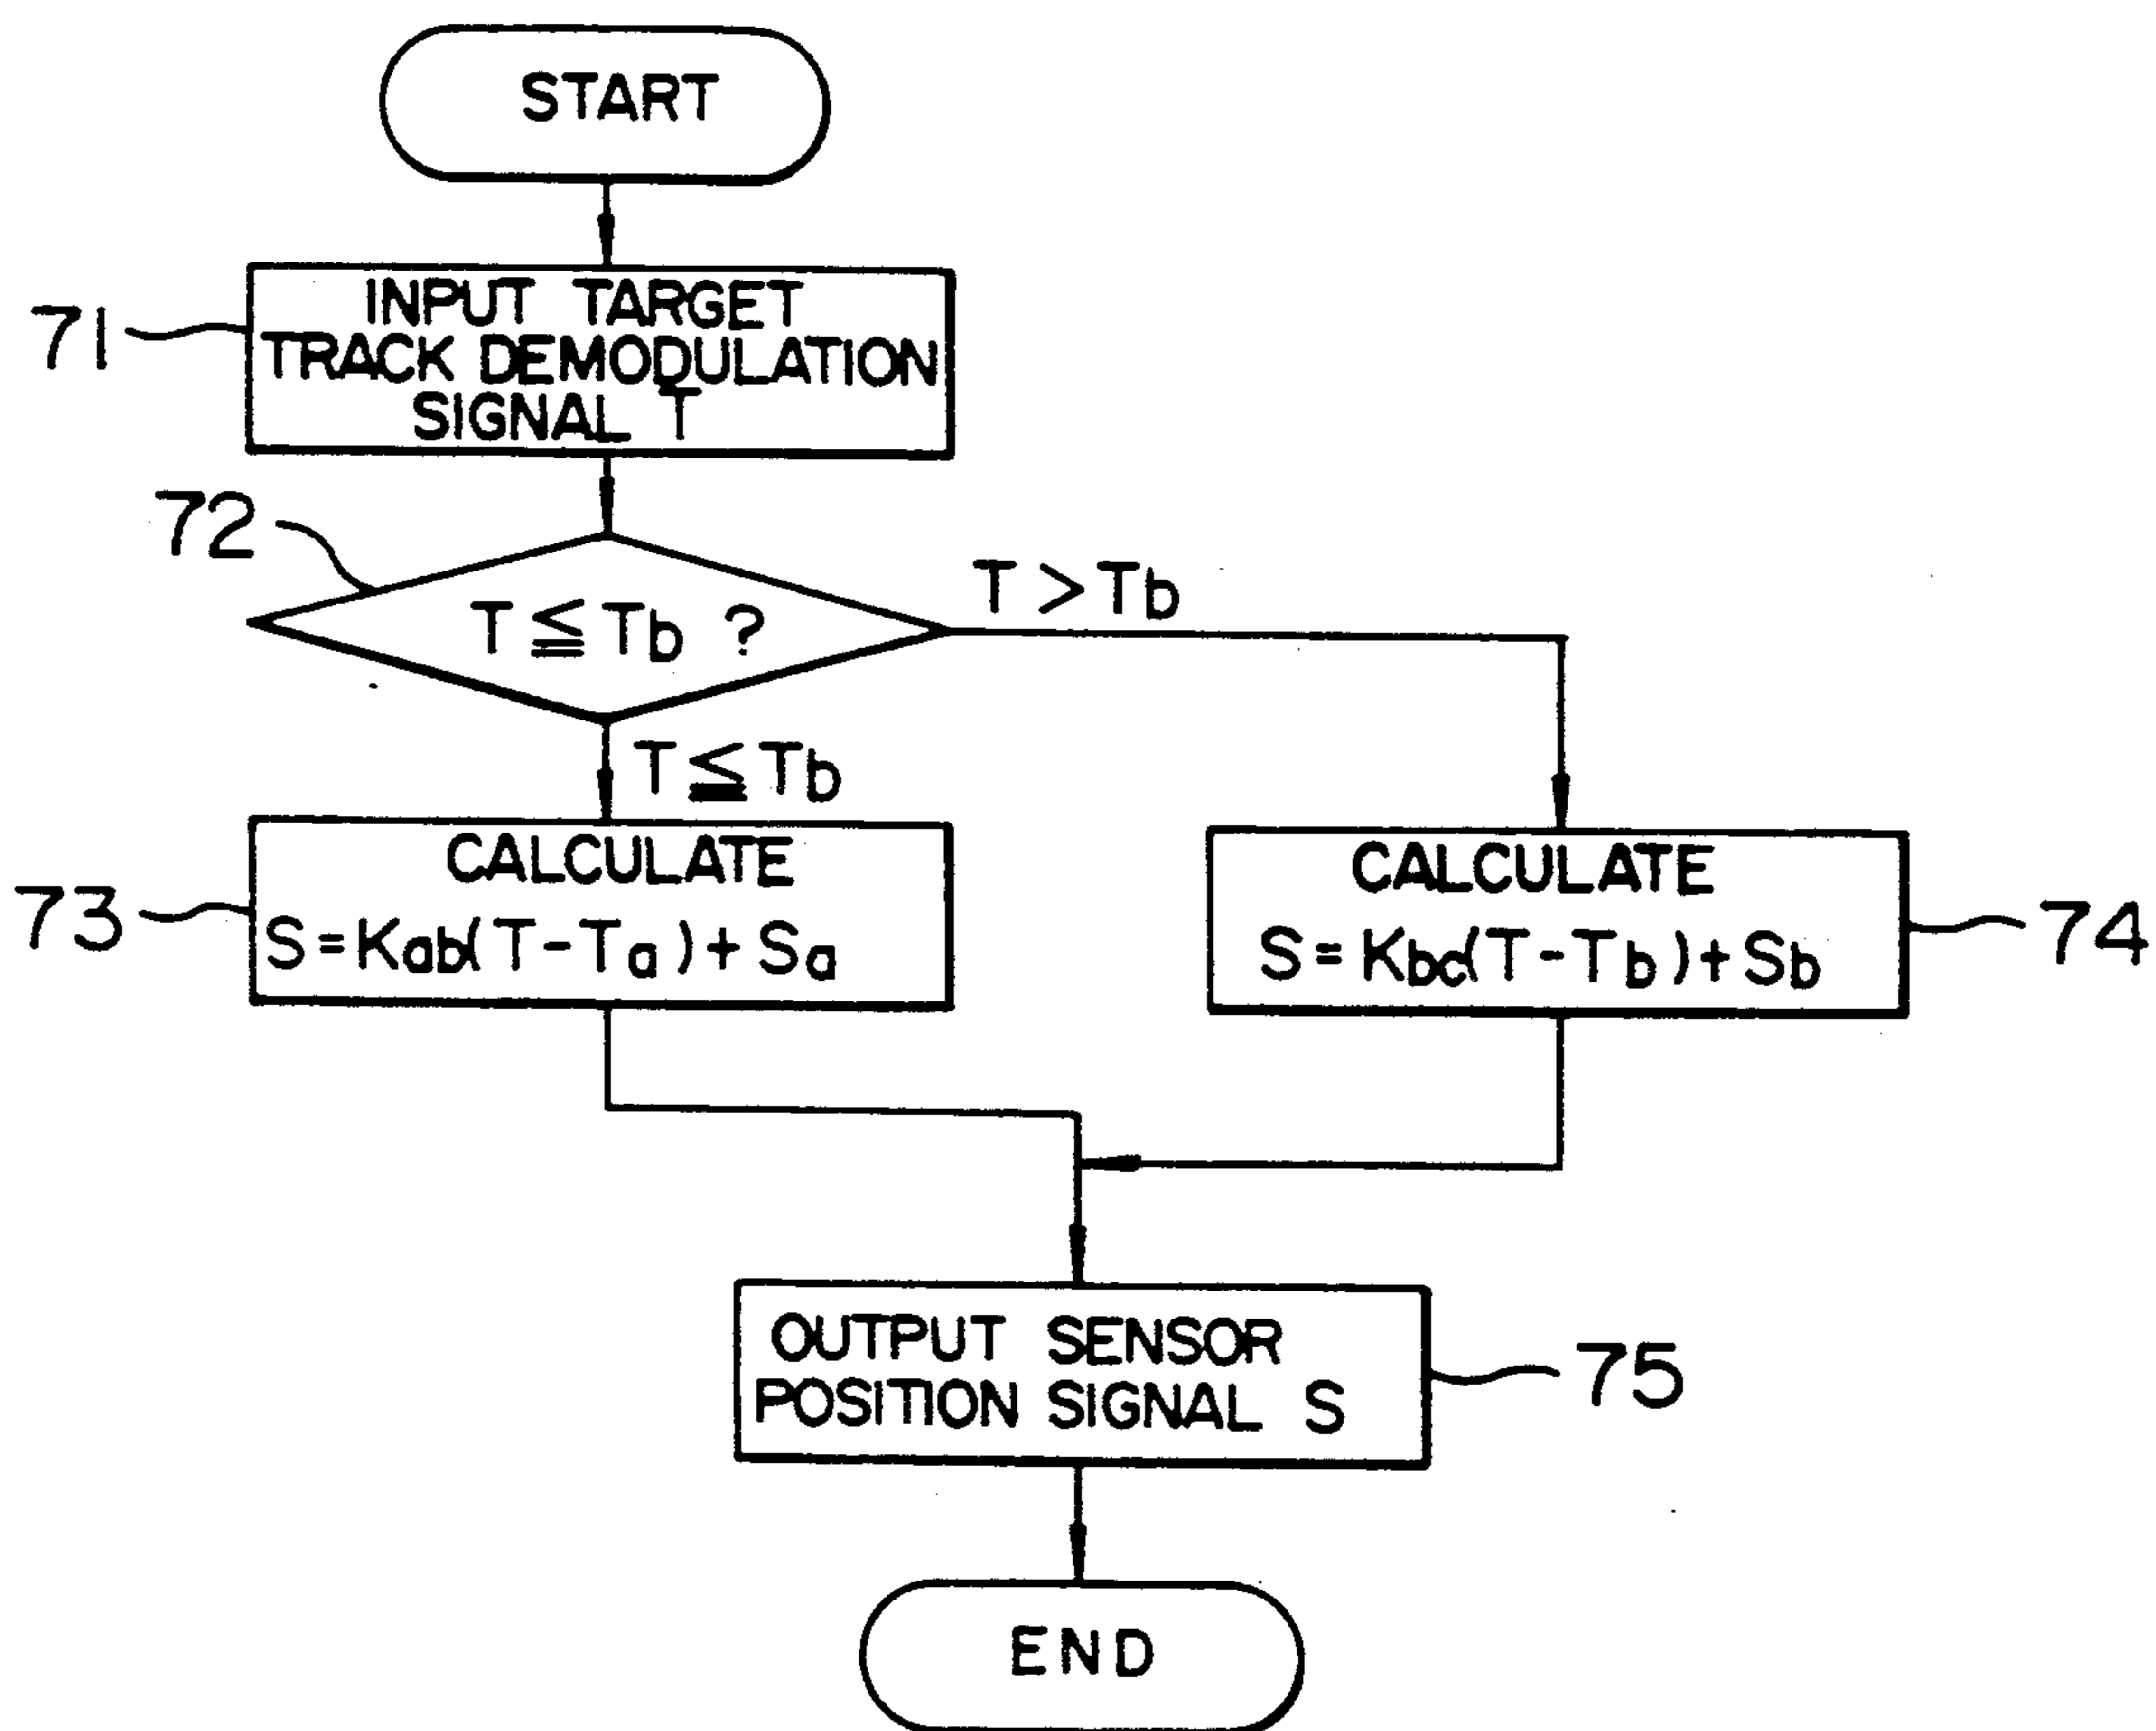 START
71
INPUT TARGET
TRACK DEMODULATION
SIGNAL T
72
T ≦ Tb ?
T > Tb
T ≦ Tb
73
CALCULATE
S=Kab(T-Ta)+Sa
CALCULATE
S=Kbc(T-Tb)+Sb
74
OUTPUT SENSOR
POSITION SIGNAL S
75
END